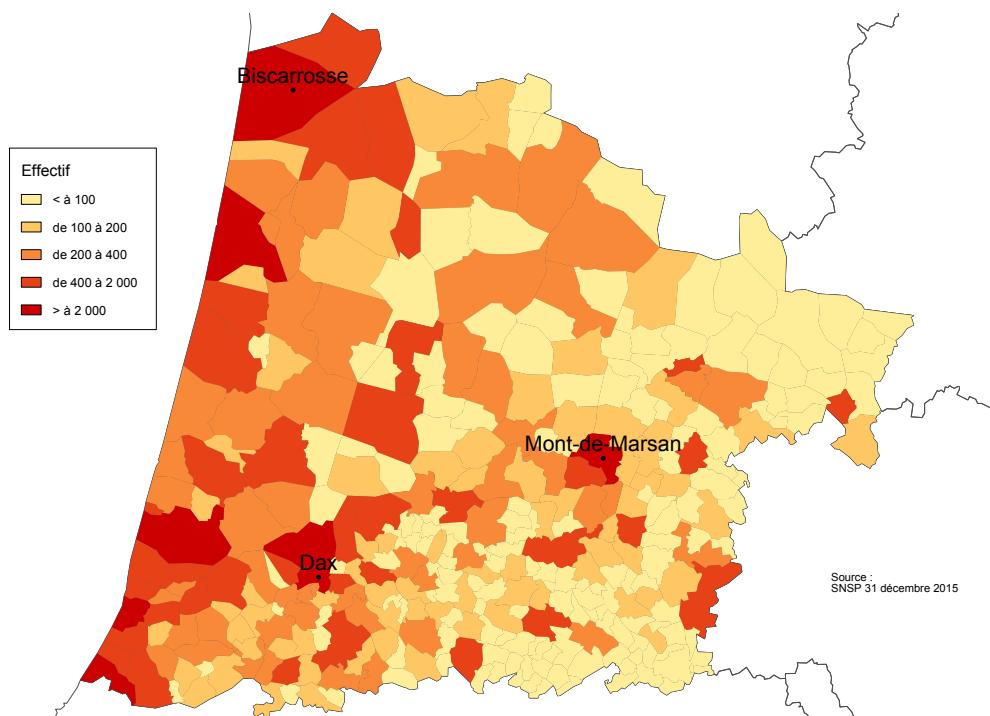 Biscarrosse
Effectif
< à 100
de 100 à 200
de 200 à 400
de 400 à 2 000
> à 2 000
Mont-de-Marsan
Dax
Source :
SNSP 31 décembre 2015